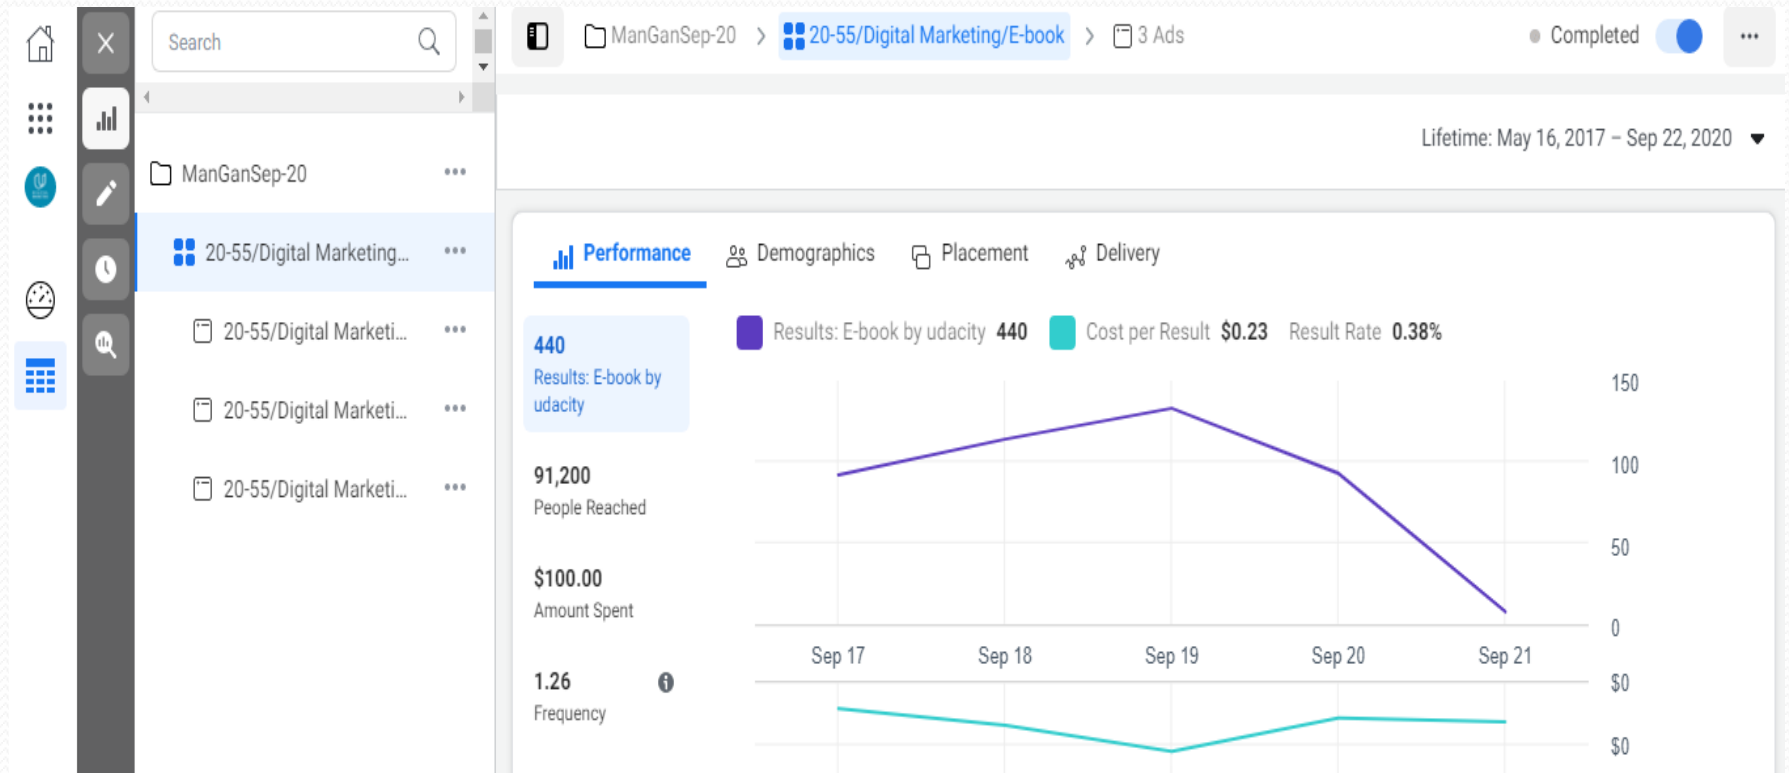 Search
ManGanSep-20
20-55/Digital Marketing...
20-55/Digital Marketi...
20-55/Digital Marketi...
20-55/Digital Marketi...
ManGanSep-20 > 20-55/Digital Marketing/E-book > 3 Ads
Completed
Lifetime: May 16, 2017 – Sep 22, 2020
Performance Demographics Placement Delivery
440
Results: E-book by
udacity
91,200
People Reached
$100.00
Amount Spent
1.26
Frequency
Results: E-book by udacity 440 Cost per Result $0.23 Result Rate 0.38%
150
100
50
0
Sep 17 Sep 18 Sep 19 Sep 20 Sep 21
$0
$0